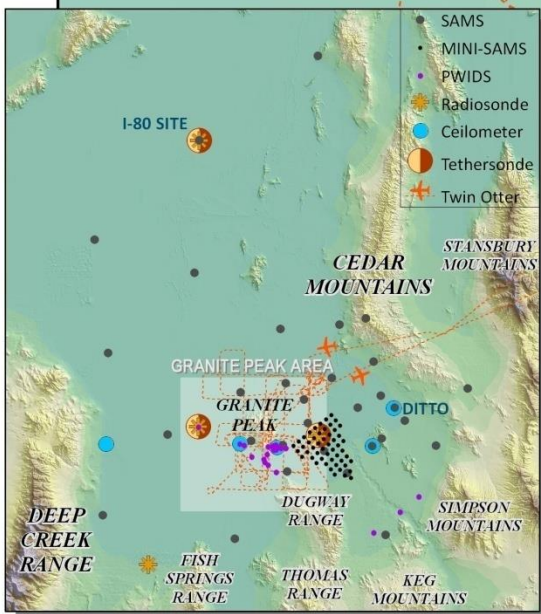 SAMS
MINI-SAMS
PWIDS
Radiosonde
Ceilometer
Tethersonde
Twin Otter
I-80 SITE
STANSBURY
MOUNTAINS
CEDAR
MOUNTAINS
GRANITE PEAK AREA
GRANITE
PEAK
DITTO
DUGWAY
RANGE
SIMPSON
MOUNTAINS
DEEP
CREEK
RANGE
FISH
SPRINGS
RANGE
THOMAS
RANGE
KEG
MOUNTAINS